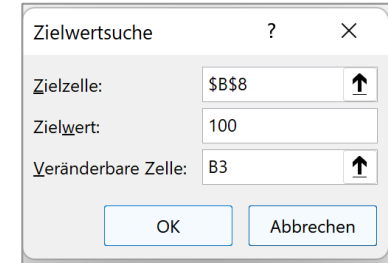 Zielwertsuche ? ×
Zielzelle: $B$8
Zielwert: 100
Veränderbare Zelle: B3
OK Abbrechen